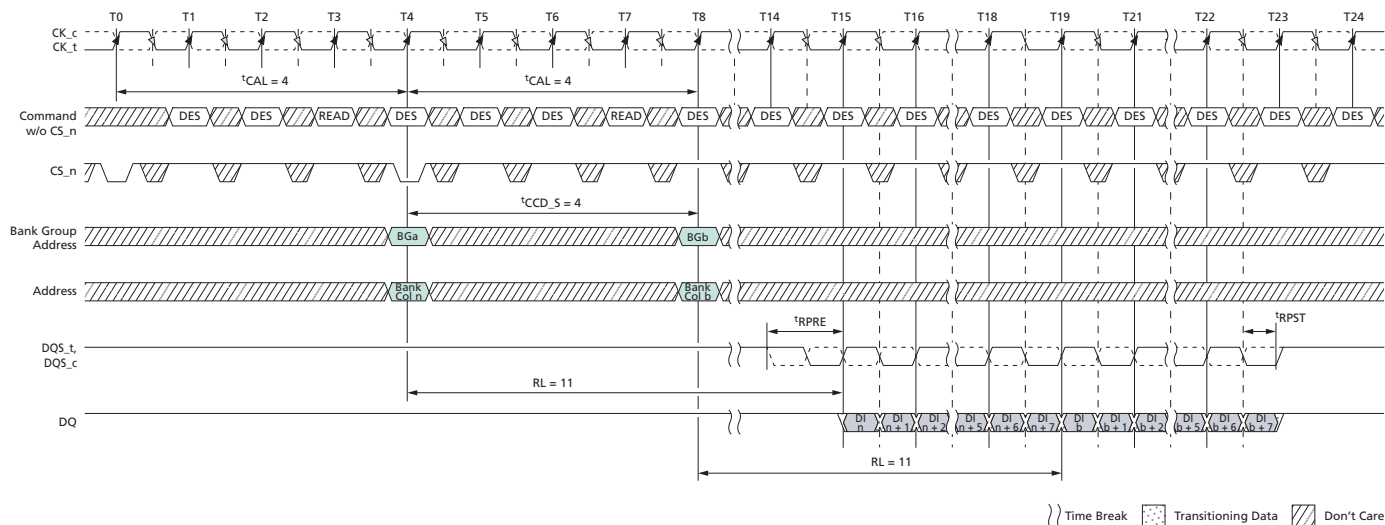 T0 T1 T2 T3 T4 T5 T6 T7 T8 T14 T15 T16 T18 T19 T21 T22 T23 T24
CK_c
CK_t
tCAL = 4 tCAL = 4
Command
w/o CS_n
DES DES READ DES DES DES READ DES DES DES DES DES DES DES DES DES DES
CS_n
tCCD_S = 4
Bank Group
Address
BGa BGb
Address
Bank
Col n
Bank
Col b
tRPRE tRPST
DQS_t,
DQS_c
RL = 11
DQ
DI
n
DI
n + 1
DI
n + 2
DI
n + 5
DI
n + 6
DI
n + 7
DI
b
DI
b + 1
DI
b + 2
DI
b + 5
DI
b + 6
DI
b + 7
RL = 11
Time Break Transitioning Data Don't Care